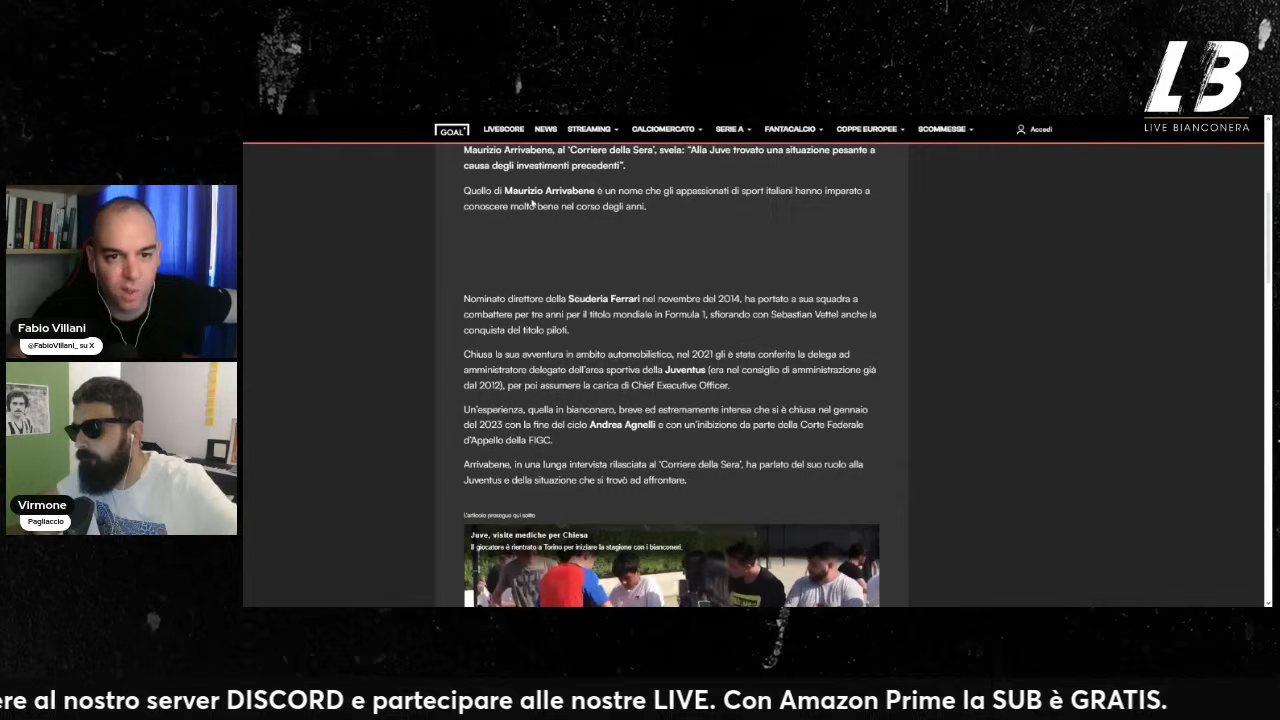 LB
LIVE BIANCONERA
GOAL
LIVESCORE NEWS STREAMING CALCIOMERCATO SERIE A FANTACALCIO COPPE EUROPEE SCOMMESSE Accedi
Maurizio Arrivabene, al ‘Corriere della Sera’, svela: “Alla Juve trovato una situazione pesante a
causa degli investimenti precedenti”.
Quello di Maurizio Arrivabene è un nome che gli appassionati di sport italiani hanno imparato a
conoscere molto bene nel corso degli anni.
Nominato direttore della Scuderia Ferrari nel novembre del 2014, ha portato a sua squadra a
combattere per tre anni per il titolo mondiale in Formula 1, sfiorando con Sebastian Vettel anche la
conquista del titolo piloti.
Chiusa la sua avventura in ambito automobilistico, nel 2021 gli è stata conferita la delega ad
amministratore delegato dell’area sportiva della Juventus (era nel consiglio di amministrazione già
dal 2012), per poi assumere la carica di Chief Executive Officer.
Un’esperienza, quella in bianconero, breve ed estremamente intensa che si è chiusa nel gennaio
del 2023 con la fine del ciclo Andrea Agnelli e con un’inibizione da parte della Corte Federale
d’Appello della FIGC.
Arrivabene, in una lunga intervista rilasciata al ‘Corriere della Sera’, ha parlato del suo ruolo alla
Juventus e della situazione che si trovò ad affrontare.
L'articolo prosegue qui sotto
Juve, visite mediche per Chiesa
Il giocatore è rientrato a Torino per iniziare la stagione con i bianconeri.
Fabio Villani
@FabioVillani_ su X
Virmone
Pagliaccio
ere al nostro server DISCORD e partecipare alle nostre LIVE. Con Amazon Prime la SUB è GRATIS.